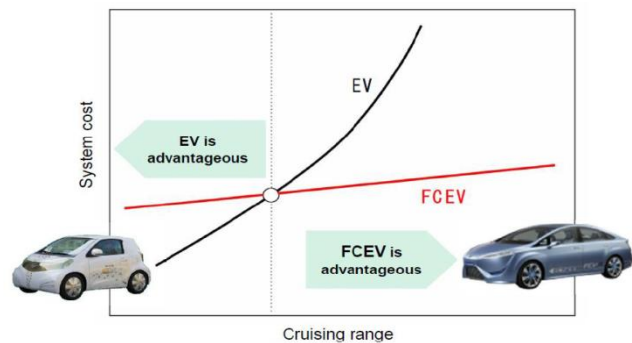 EV
EV is
advantageous
System cost
FCEV
FCEV is
advantageous
Cruising range